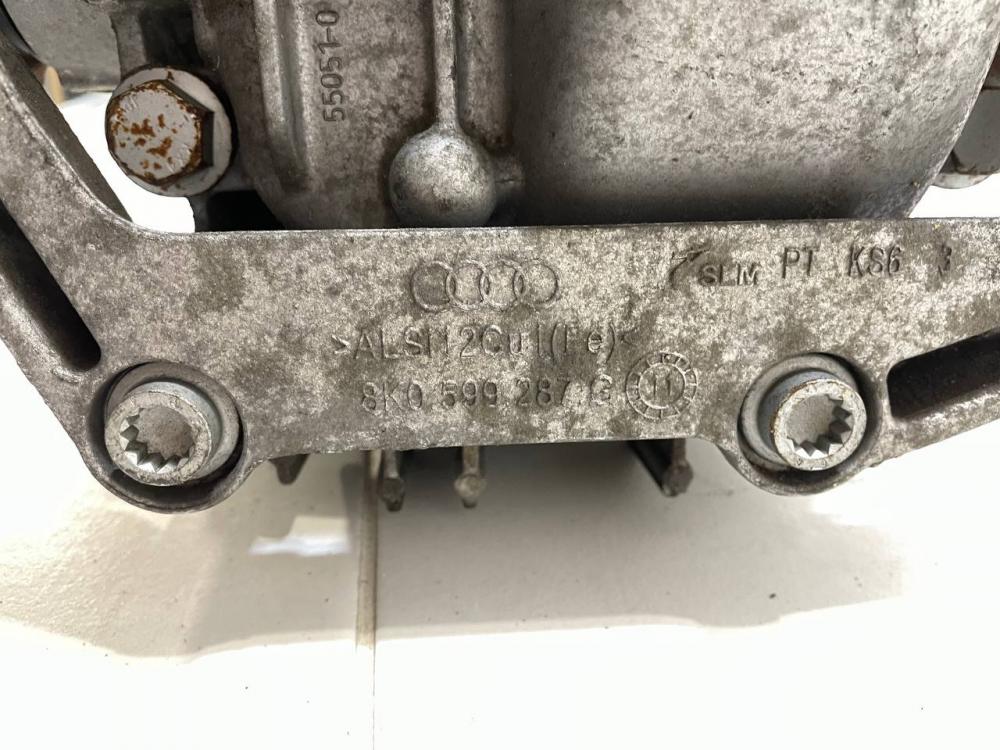 55051-0
SLM PT KS6 3
>ALSI12Cu1(Fe)<
8K0 599 287 G 11